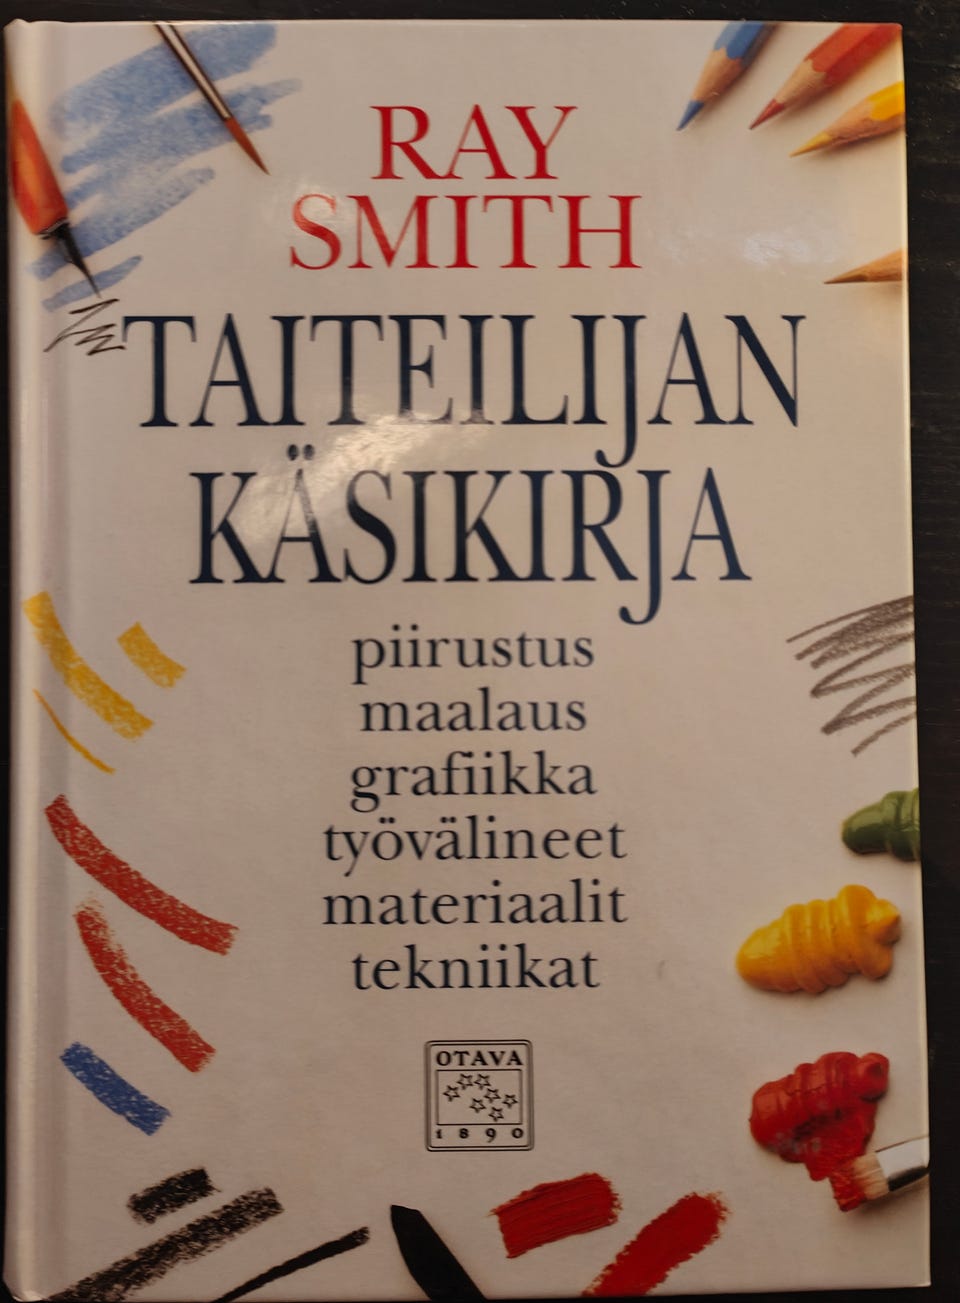 RAY
SMITH
TAITEILIJAN
KÄSIKIRJA
piirustus
maalaus
grafiikka
työvälineet
materiaalit
tekniikat
OTAVA
1890